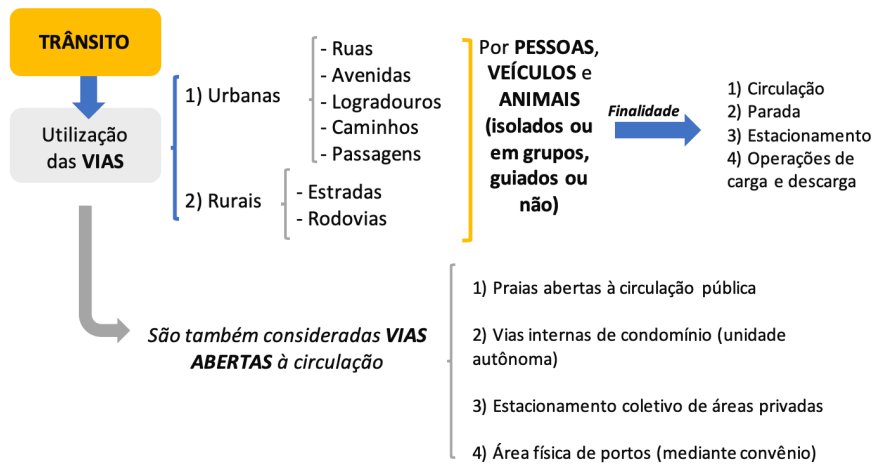 TRÂNSITO
Utilização
das VIAS
1) Urbanas
- Ruas
- Avenidas
- Logradouros
- Caminhos
- Passagens
2) Rurais
- Estradas
- Rodovias
Por PESSOAS,
VEÍCULOS e
ANIMAIS
(isolados ou
em grupos,
guiados ou
não)
Finalidade
1) Circulação
2) Parada
3) Estacionamento
4) Operações de
carga e descarga
São também consideradas VIAS
ABERTAS à circulação
1) Praias abertas à circulação pública
2) Vias internas de condomínio (unidade
autônoma)
3) Estacionamento coletivo de áreas privadas
4) Área física de portos (mediante convênio)